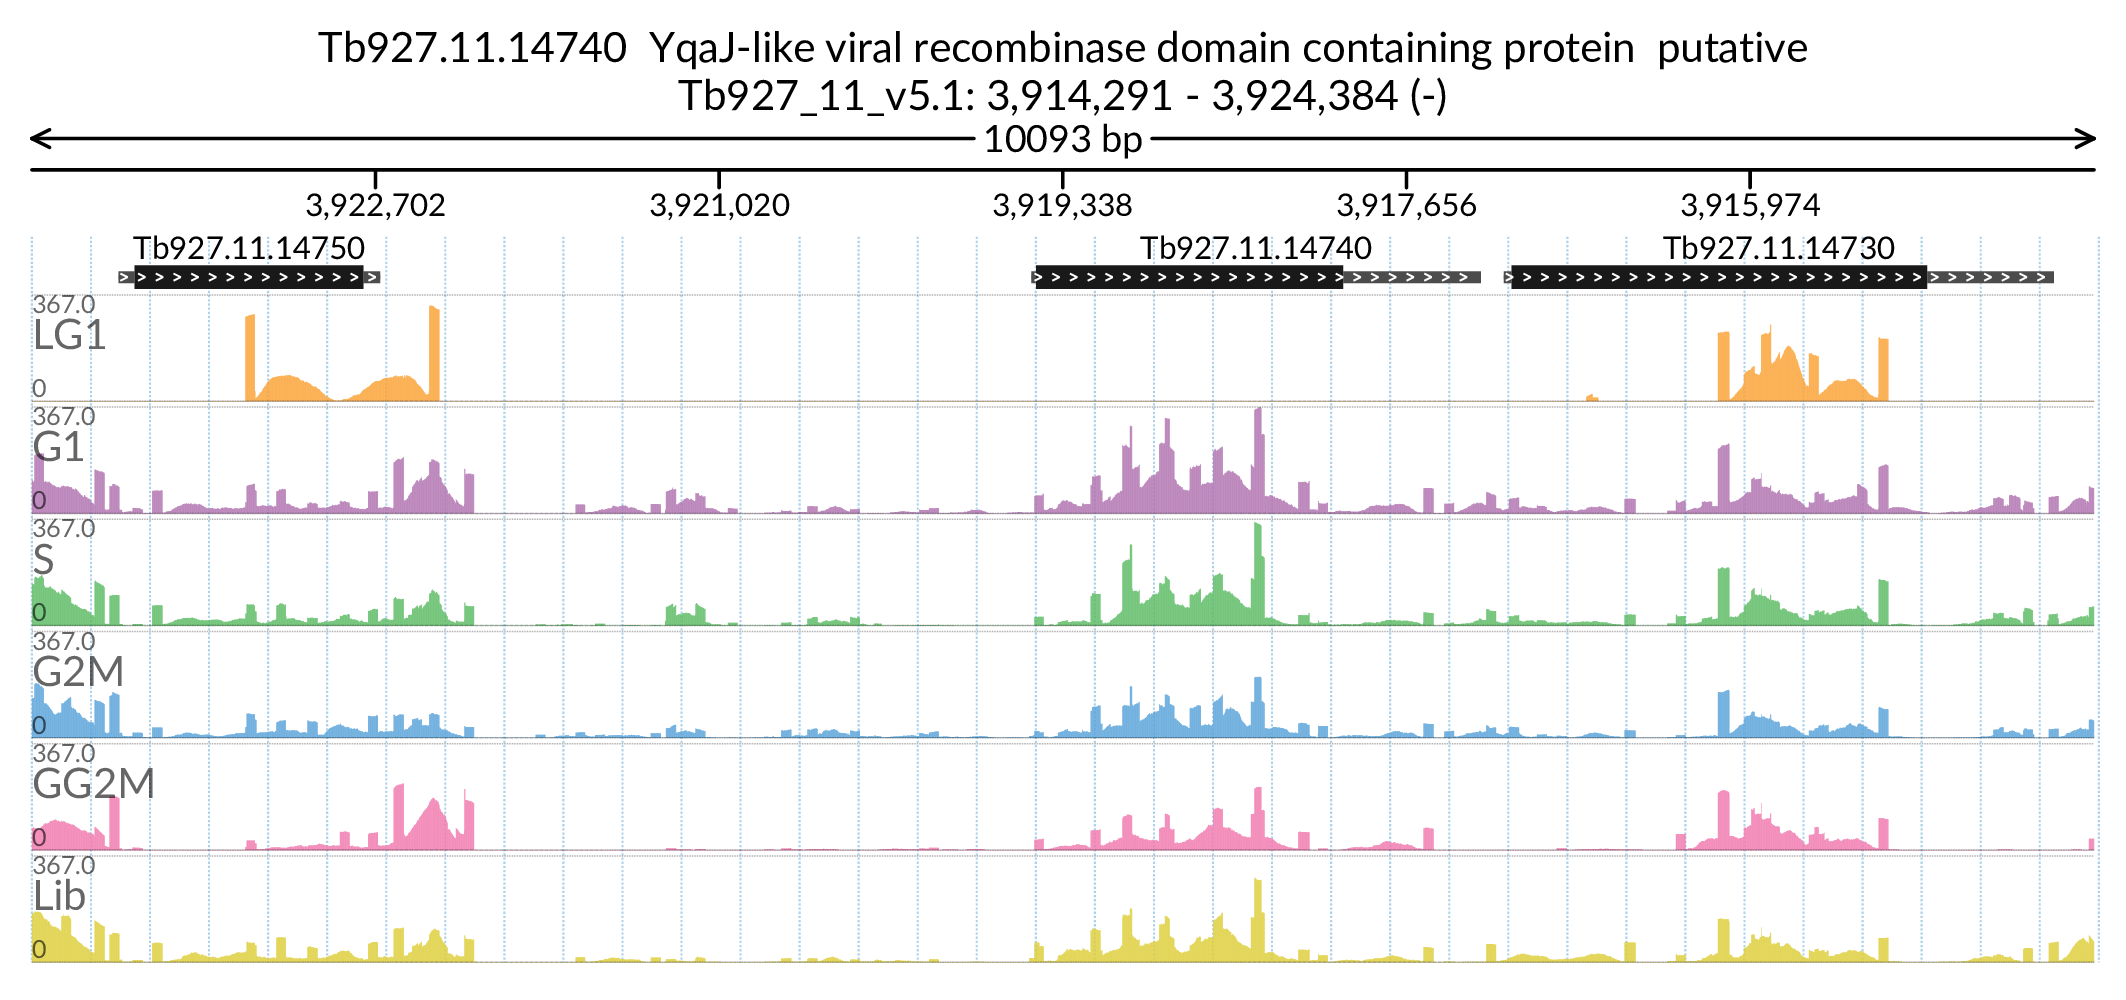 Tb927.11.14740  YqaJ-like viral recombinase domain containing protein  putative
Tb927_11_v5.1: 3,914,291 - 3,924,384 (-)
10093 bp
3,922,702 3,921,020 3,919,338 3,917,656 3,915,974
Tb927.11.14750 Tb927.11.14740 Tb927.11.14730
367.0
LG1
0
367.0
G1
0
367.0
S
0
367.0
G2M
0
367.0
GG2M
0
367.0
Lib
0